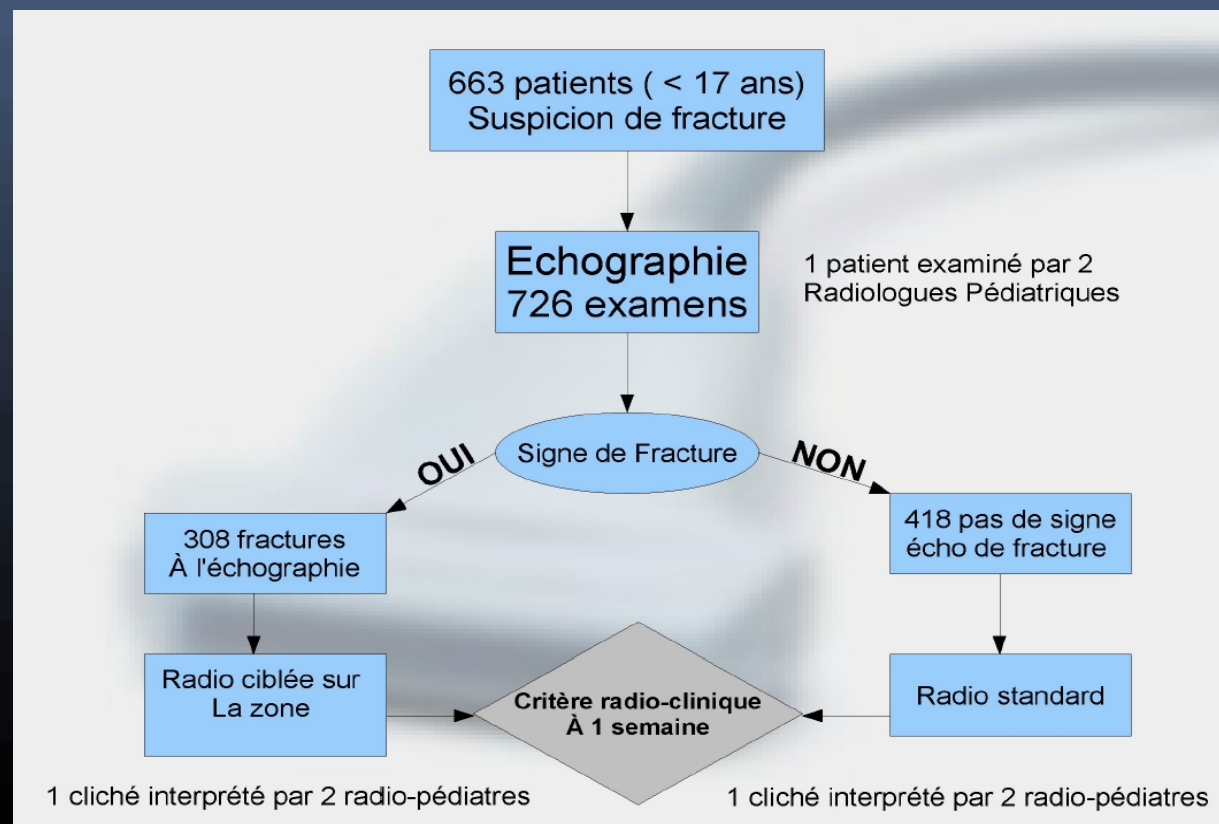 663 patients ( < 17 ans)
Suspicion de fracture
Echographie
726 examens
1 patient examiné par 2
Radiologues Pédiatriques
Signe de Fracture
OUI
NON
308 fractures
À l'échographie
418 pas de signe
écho de fracture
Radio ciblée sur
La zone
Critère radio-clinique
À 1 semaine
Radio standard
1 cliché interprété par 2 radio-pédiatres
1 cliché interprété par 2 radio-pédiatres